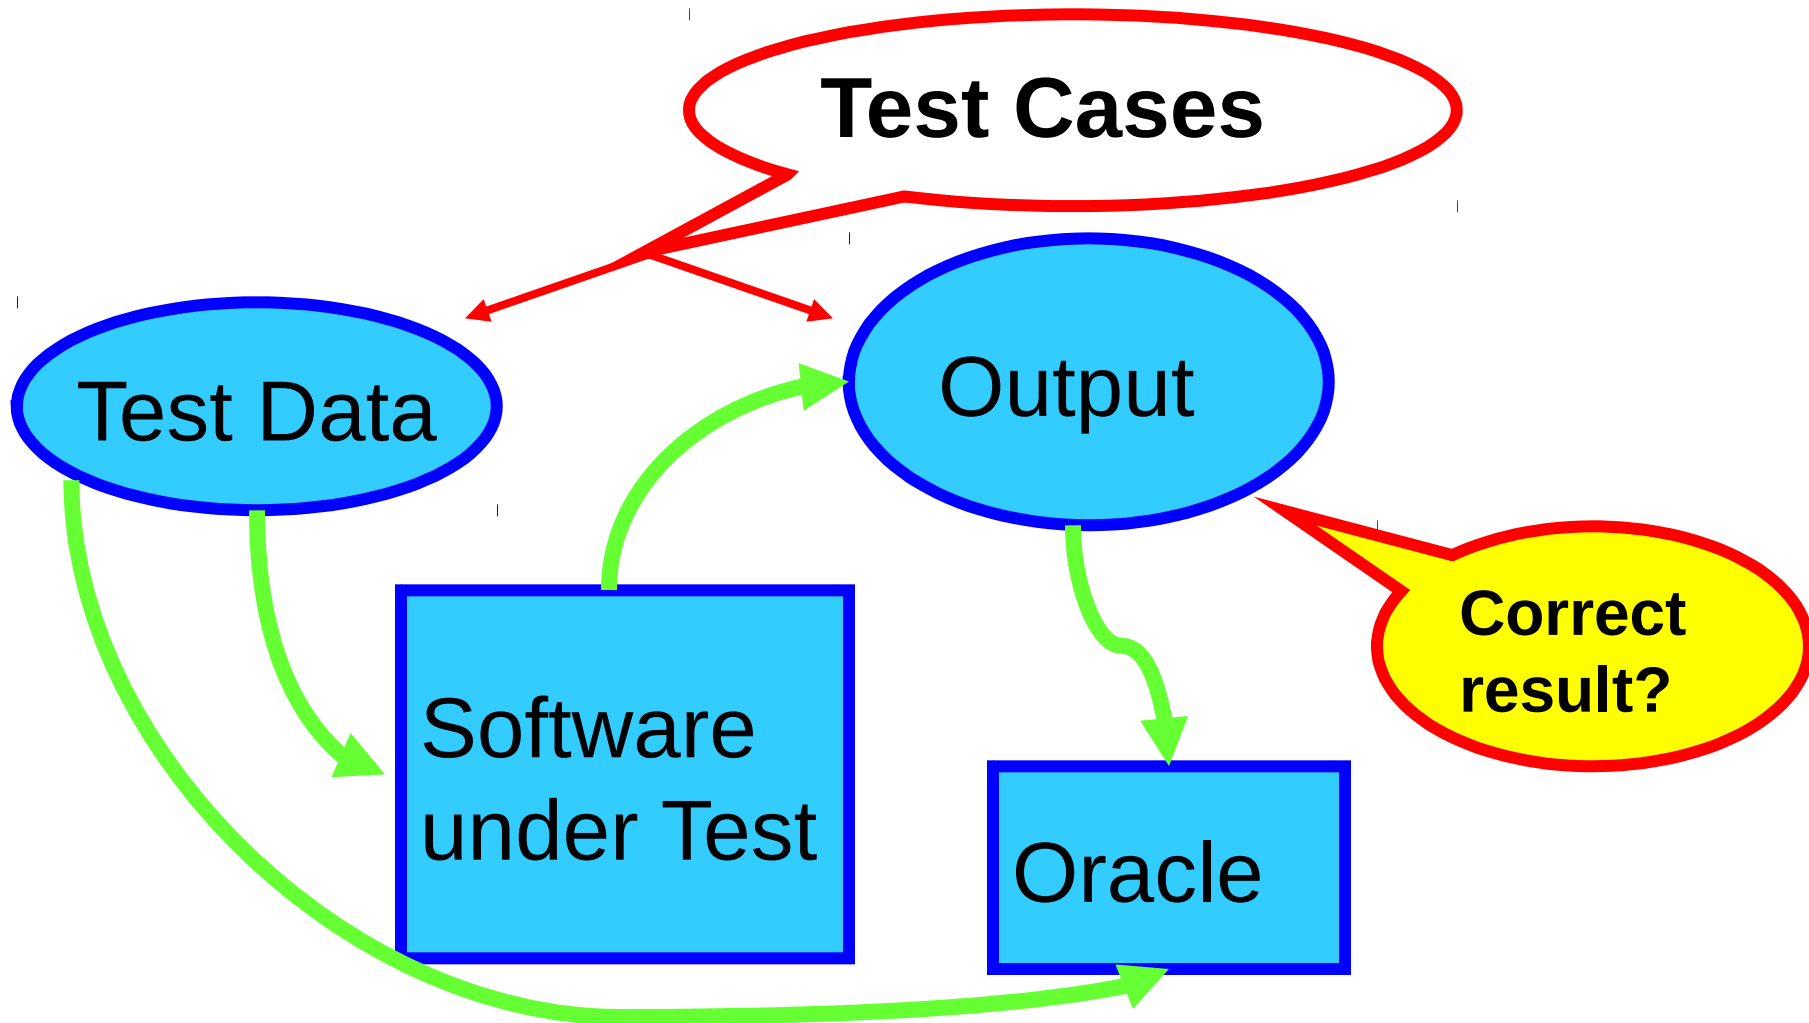 Test Cases
Test Data
Output
Correct
result?
Software
under Test
Oracle